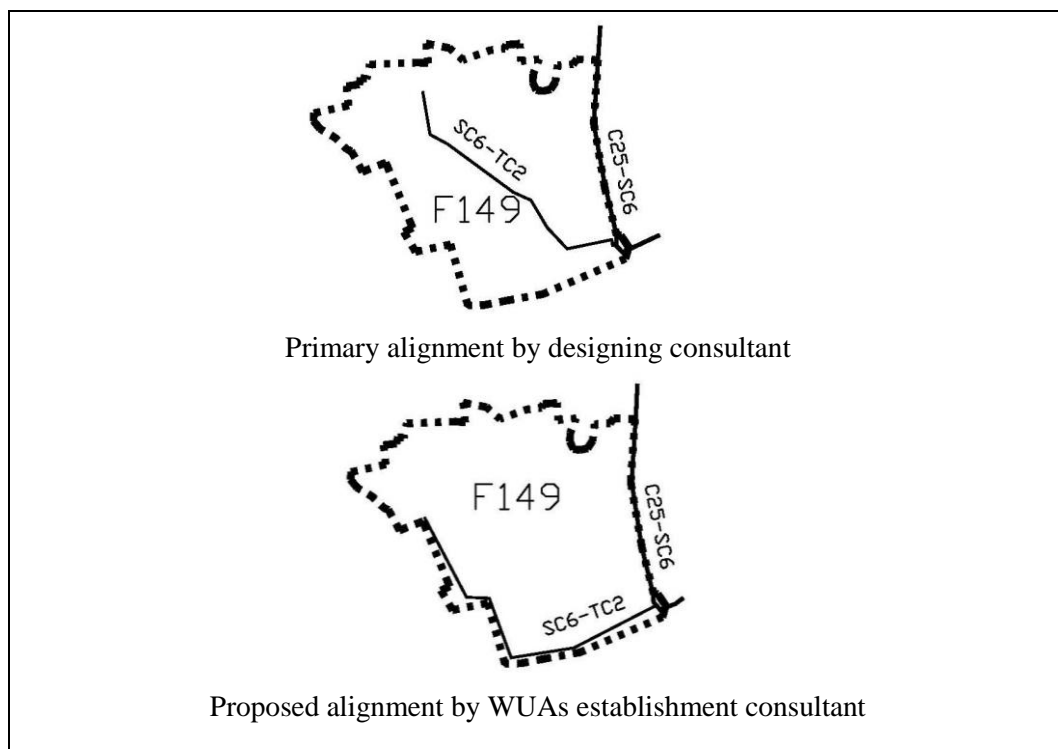 SC6-TC2
C25-SC6
F149
Primary alignment by designing consultant
F149
C25-SC6
SC6-TC2
Proposed alignment by WUAs establishment consultant